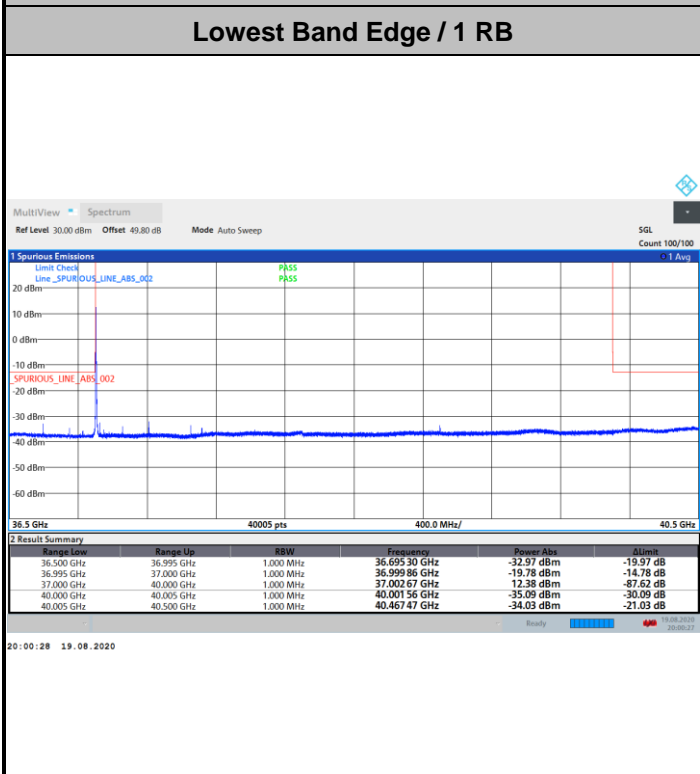 Lowest Band Edge / 1 RB
MultiView Spectrum
Ref Level 30.00 dBm Offset 49.80 dB Mode Auto Sweep SGL
Count 100/100
1 Spurious Emissions 1 Avg
Limit Check PASS
Line _SPURIOUS_LINE_ABS_002 PASS
20 dBm
10 dBm
0 dBm
-10 dBm
_SPURIOUS_LINE_ABS_002
-20 dBm
-30 dBm
-40 dBm
-50 dBm
-60 dBm
36.5 GHz 40005 pts 400.0 MHz/ 40.5 GHz
2 Result Summary
Range Low Range Up RBW Frequency Power Abs ΔLimit
36.500 GHz 36.995 GHz 1.000 MHz 36.695 30 GHz -32.97 dBm -19.97 dB
36.995 GHz 37.000 GHz 1.000 MHz 36.999 86 GHz -19.78 dBm -14.78 dB
37.000 GHz 40.000 GHz 1.000 MHz 37.002 67 GHz 12.38 dBm -87.62 dB
40.000 GHz 40.005 GHz 1.000 MHz 40.001 56 GHz -35.09 dBm -30.09 dB
40.005 GHz 40.500 GHz 1.000 MHz 40.467 47 GHz -34.03 dBm -21.03 dB
Ready 19.08.2020
20:00:27
20:00:28 19.08.2020